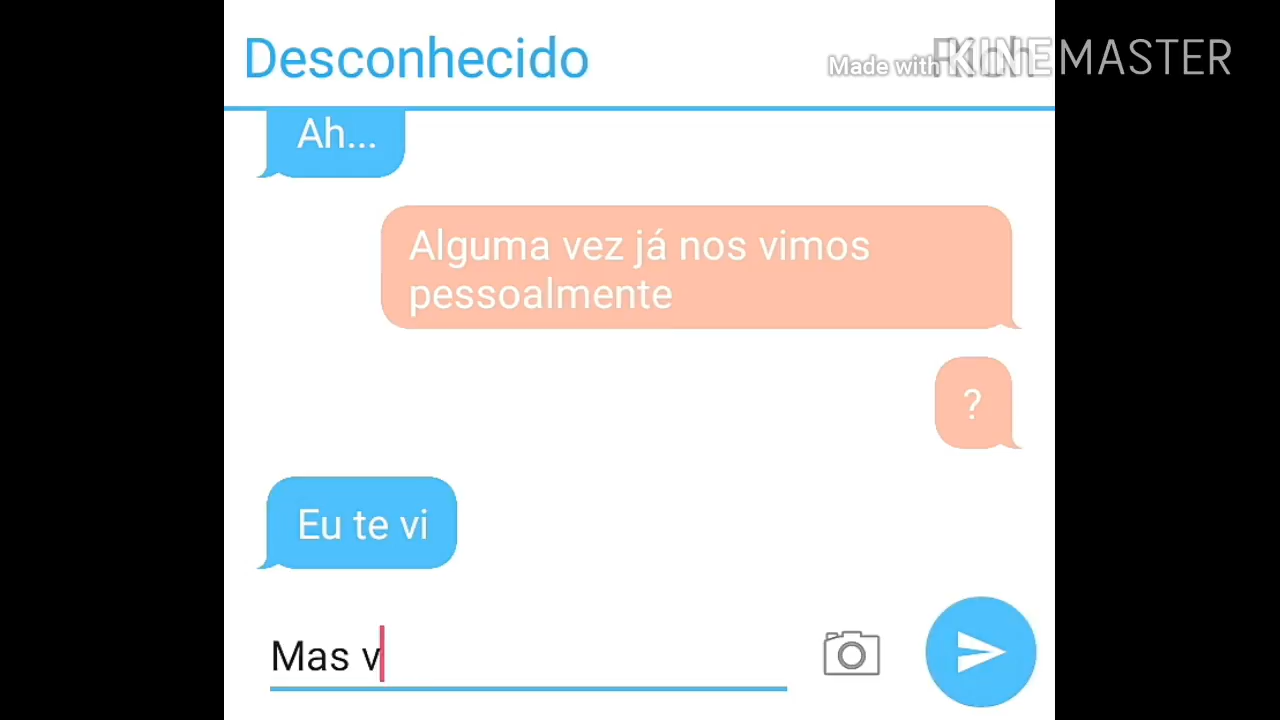 Desconhecido
Made with KINEMASTER
Ah...
Alguma vez já nos vimos
pessoalmente
?
Eu te vi
Mas v